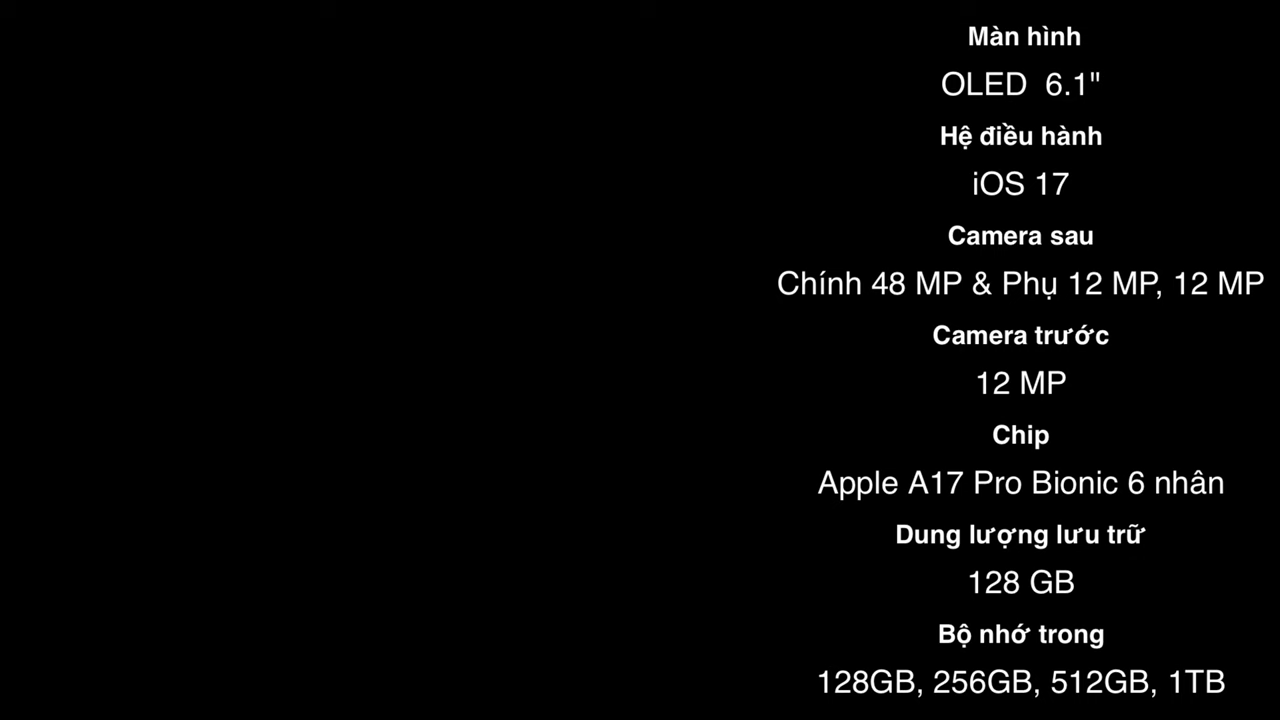 Màn hình
OLED  6.1"
Hệ điều hành
iOS 17
Camera sau
Chính 48 MP & Phụ 12 MP, 12 MP
Camera trước
12 MP
Chip
Apple A17 Pro Bionic 6 nhân
Dung lượng lưu trữ
128 GB
Bộ nhớ trong
128GB, 256GB, 512GB, 1TB